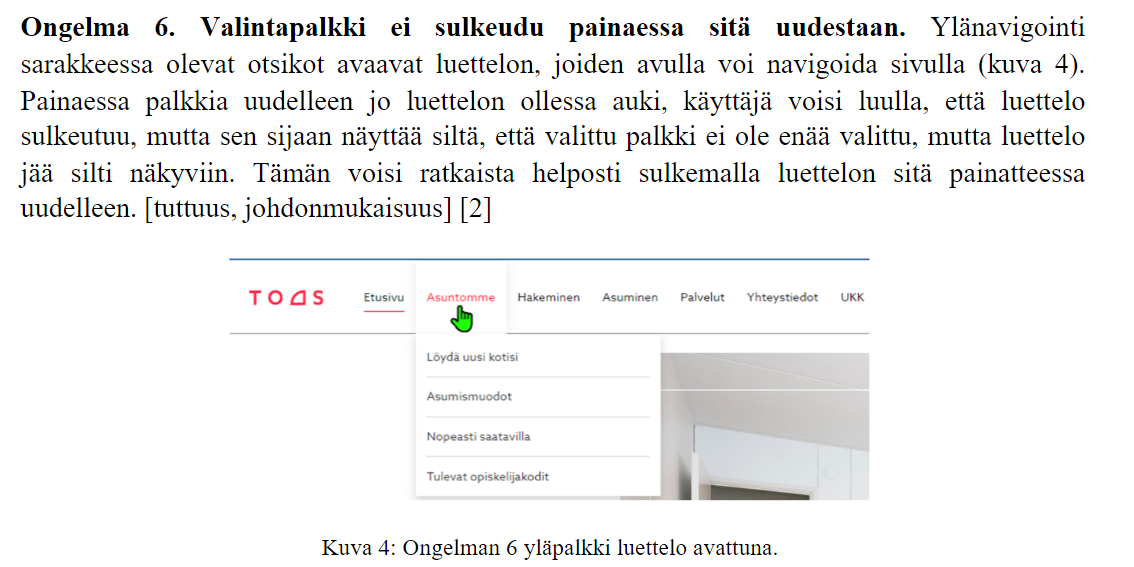 Ongelma 6. Valintapalkki ei sulkeudu painaessa sitä uudestaan. Ylänavigointi
sarakkeessa olevat otsikot avaavat luettelon, joiden avulla voi navigoida sivulla (kuva 4).
Painaessa palkkia uudelleen jo luettelon ollessa auki, käyttäjä voisi luulla, että luettelo
sulkeutuu, mutta sen sijaan näyttää siltä, että valittu palkki ei ole enää valittu, mutta luettelo
jää silti näkyviin. Tämän voisi ratkaista helposti sulkemalla luettelon sitä painatteessa
uudelleen. [tuttuus, johdonmukaisuus] [2]
TOAS Etusivu Asuntomme Hakeminen Asuminen Palvelut Yhteystiedot UKK
Löydä uusi kotisi
Asumismuodot
Nopeasti saatavilla
Tulevat opiskelijakodit
Kuva 4: Ongelman 6 yläpalkki luettelo avattuna.